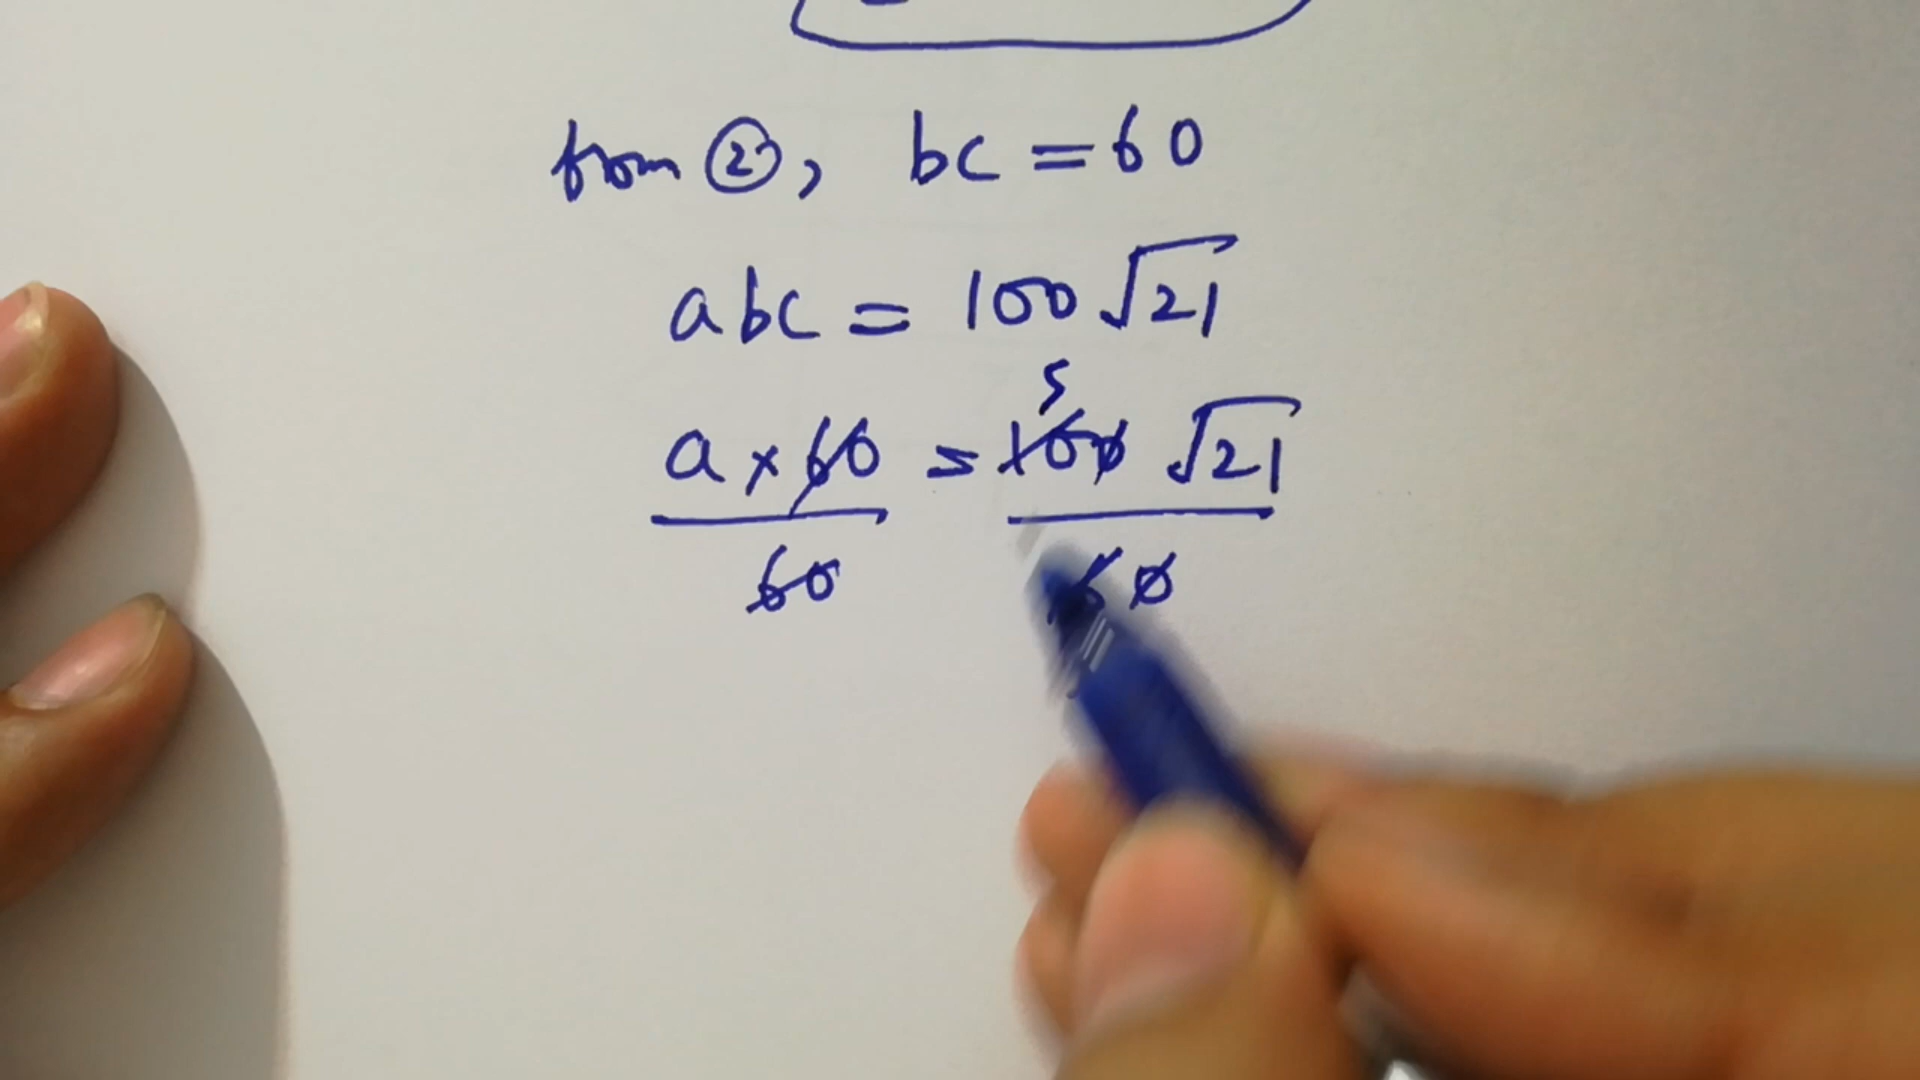 from ②, bc = 60
abc = 100 √21
5
a × 60 = 100 √21
60 60